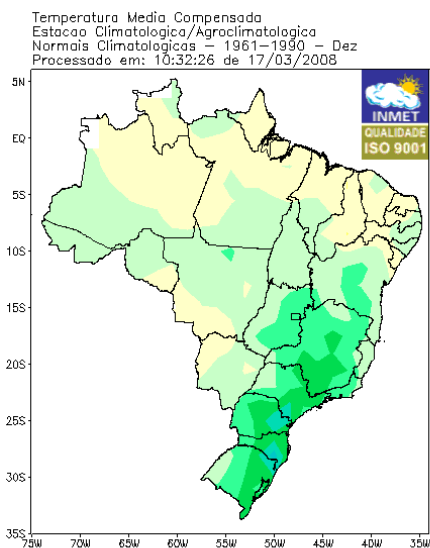 Temperatura Media Compensada
Estacao Climatologica/Agroclimatologica
Normais Climatologicas - 1961-1990 - Dez
Processado em: 10:32:26 de 17/03/2008
INMET
QUALIDADE
ISO 9001
5N
EQ
5S
10S
15S
20S
25S
30S
35S
75W 70W 65W 60W 55W 50W 45W 40W 35W